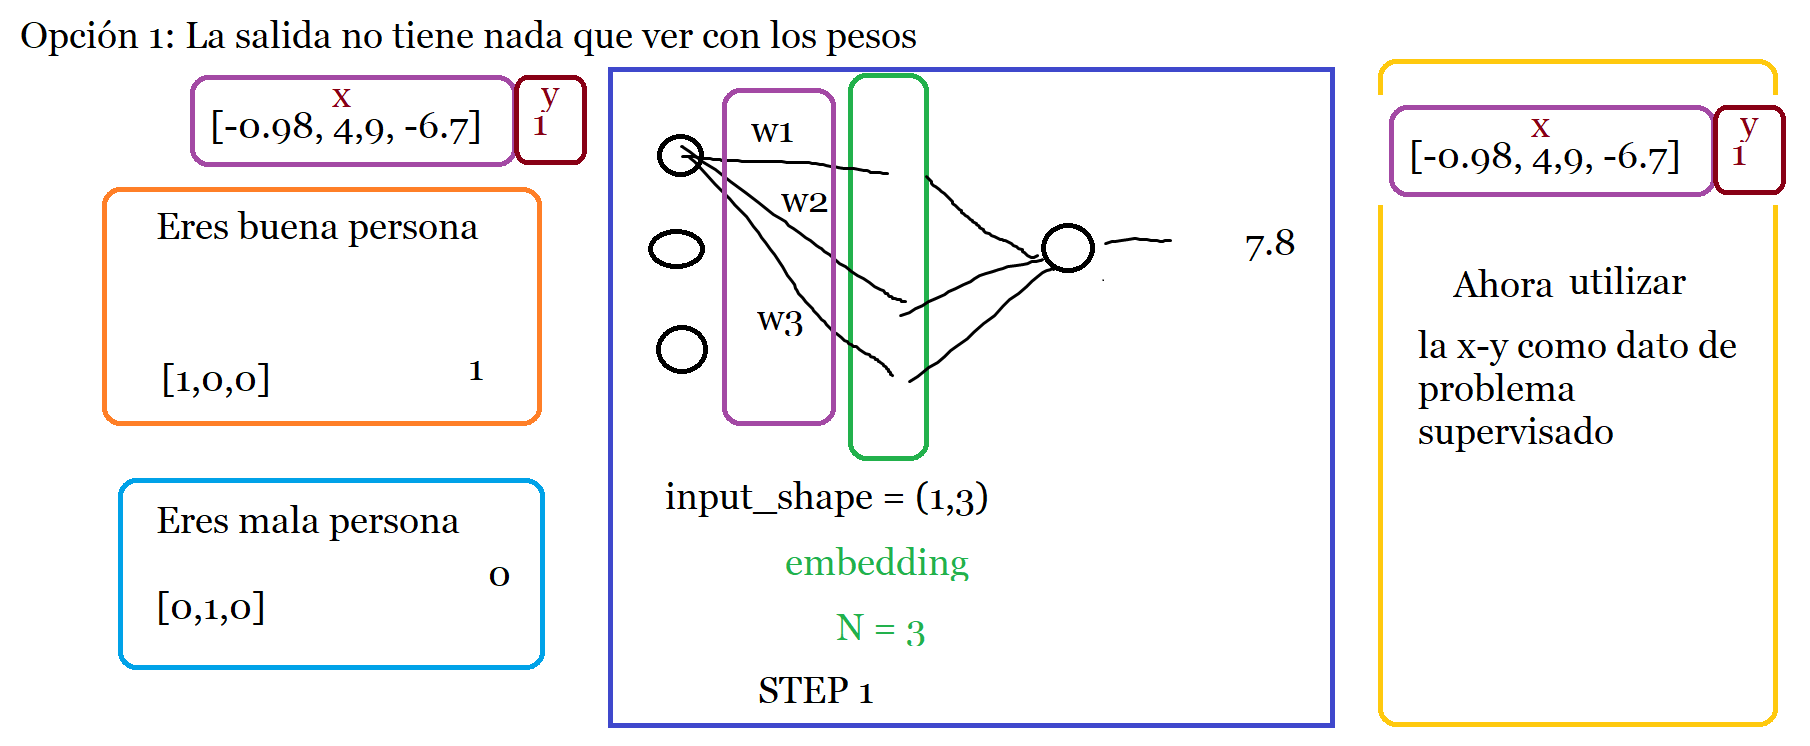 Opción 1: La salida no tiene nada que ver con los pesos
x y
[-0.98, 4,9, -6.7] 1
Eres buena persona
[1,0,0] 1
Eres mala persona
0
[0,1,0]
w1
w2
w3
7.8
input_shape = (1,3)
embedding
N = 3
STEP 1
x y
[-0.98, 4,9, -6.7] 1
Ahora utilizar
la x-y como dato de
problema
supervisado